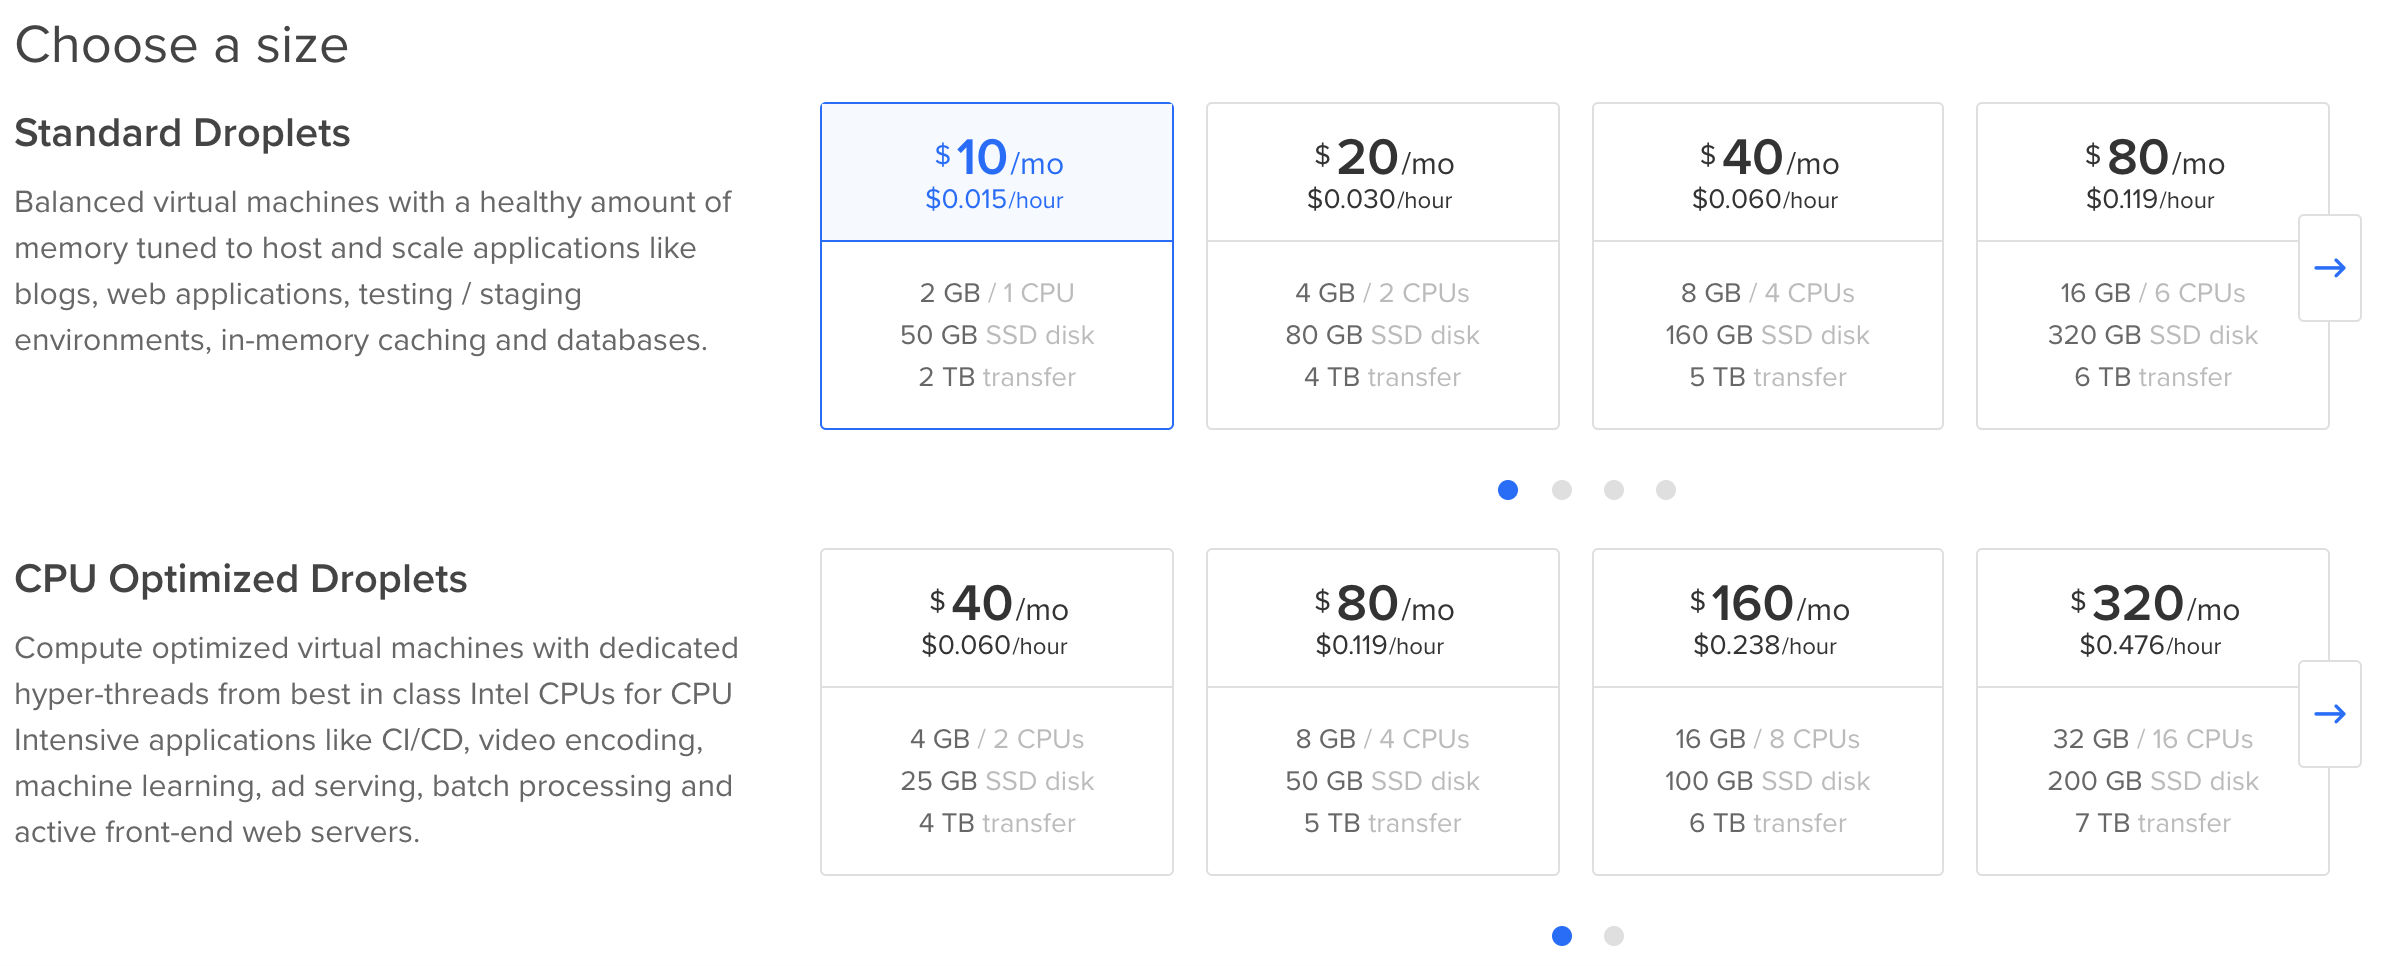 Choose a size
Standard Droplets
Balanced virtual machines with a healthy amount of
memory tuned to host and scale applications like
blogs, web applications, testing / staging
environments, in-memory caching and databases.
$10/mo
$0.015/hour
2 GB / 1 CPU
50 GB SSD disk
2 TB transfer
$20/mo
$0.030/hour
4 GB / 2 CPUs
80 GB SSD disk
4 TB transfer
$40/mo
$0.060/hour
8 GB / 4 CPUs
160 GB SSD disk
5 TB transfer
$80/mo
$0.119/hour
16 GB / 6 CPUs
320 GB SSD disk
6 TB transfer
CPU Optimized Droplets
Compute optimized virtual machines with dedicated
hyper-threads from best in class Intel CPUs for CPU
Intensive applications like CI/CD, video encoding,
machine learning, ad serving, batch processing and
active front-end web servers.
$40/mo
$0.060/hour
4 GB / 2 CPUs
25 GB SSD disk
4 TB transfer
$80/mo
$0.119/hour
8 GB / 4 CPUs
50 GB SSD disk
5 TB transfer
$160/mo
$0.238/hour
16 GB / 8 CPUs
100 GB SSD disk
6 TB transfer
$320/mo
$0.476/hour
32 GB / 16 CPUs
200 GB SSD disk
7 TB transfer